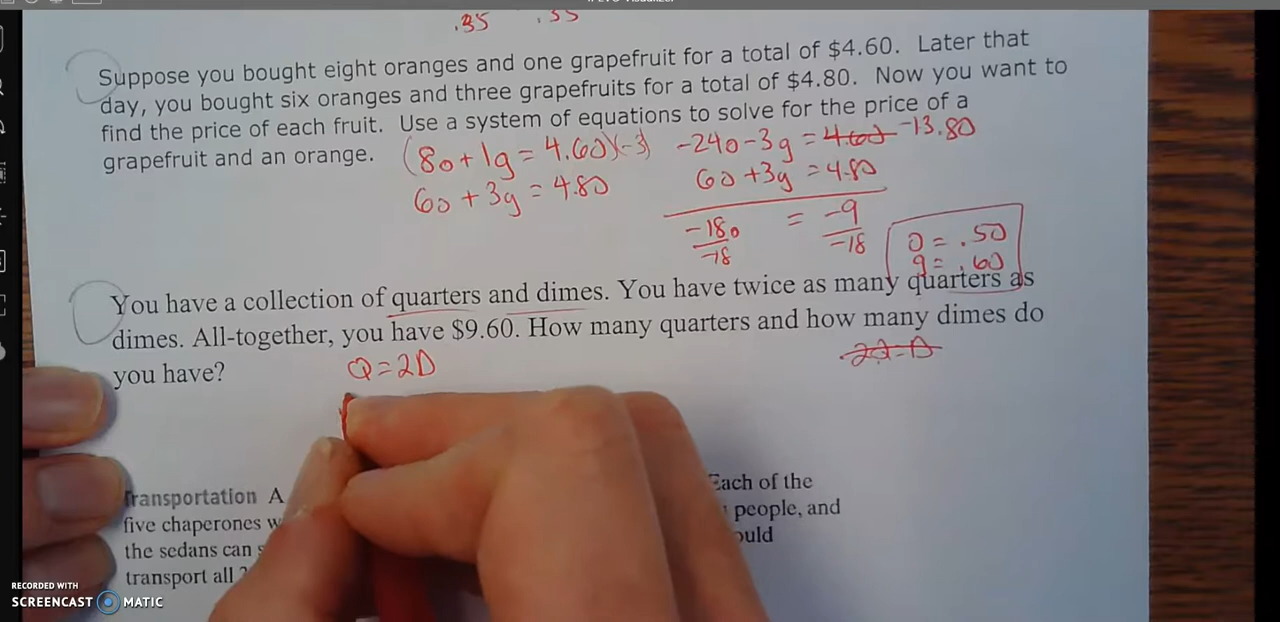 .35 .35
Suppose you bought eight oranges and one grapefruit for a total of $4.60. Later that
day, you bought six oranges and three grapefruits for a total of $4.80. Now you want to
find the price of each fruit. Use a system of equations to solve for the price of a
grapefruit and an orange.
(8o+1g=4.60)(-3)
6o+3g=4.80
-24o-3g=4.60 -13.80
6o+3g=4.80
-18o = -9
-18 -18
o=.50
g=.60
You have a collection of quarters and dimes. You have twice as many quarters as
dimes. All-together, you have $9.60. How many quarters and how many dimes do
you have?
Q=2D
2Q=D
Transportation A
five chaperones
the sedans can
transport all
Each of the
people, and
RECORDED WITH
SCREENCAST MATIC